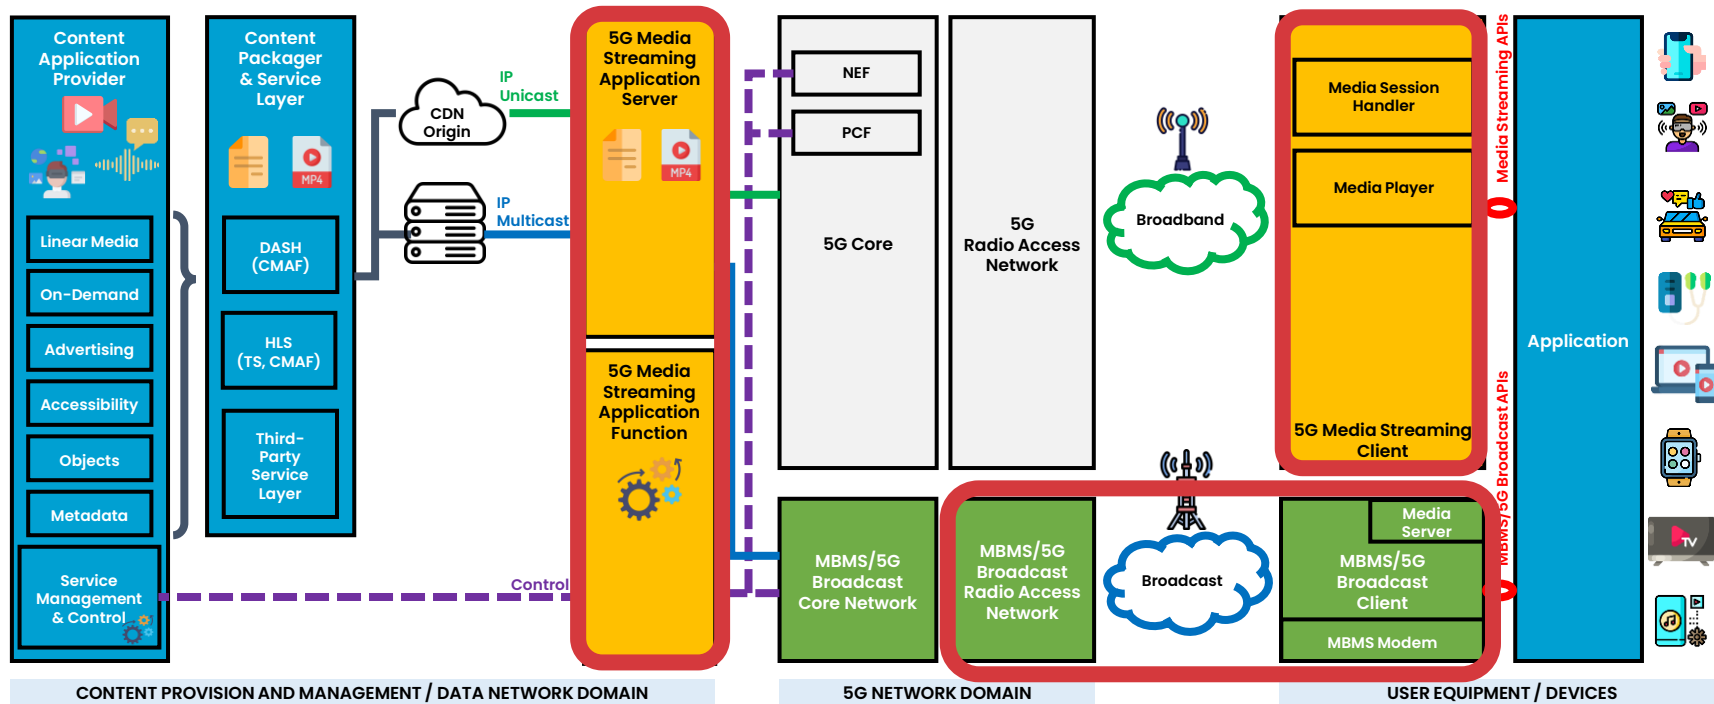 Content
Application
Provider
Linear Media
On-Demand
Advertising
Accessibility
Objects
Metadata
Service
Management
& Control
Content
Packager
& Service
Layer
MP4
DASH
(CMAF)
HLS
(TS, CMAF)
Third-
Party
Service
Layer
CDN
Origin
IP
Unicast
IP
Multicast
Control
5G Media
Streaming
Application
Server
MP4
5G Media
Streaming
Application
Function
NEF
PCF
5G Core
5G
Radio Access
Network
MBMS/5G
Broadcast
Core Network
MBMS/5G
Broadcast
Radio Access
Network
Broadband
Broadcast
Media Session
Handler
Media Player
5G Media Streaming
Client
Media
Server
MBMS/5G
Broadcast
Client
MBMS Modem
Media Streaming APIs
MBMS/5G Broadcast APIs
Application
TV
CONTENT PROVISION AND MANAGEMENT / DATA NETWORK DOMAIN
5G NETWORK DOMAIN
USER EQUIPMENT / DEVICES